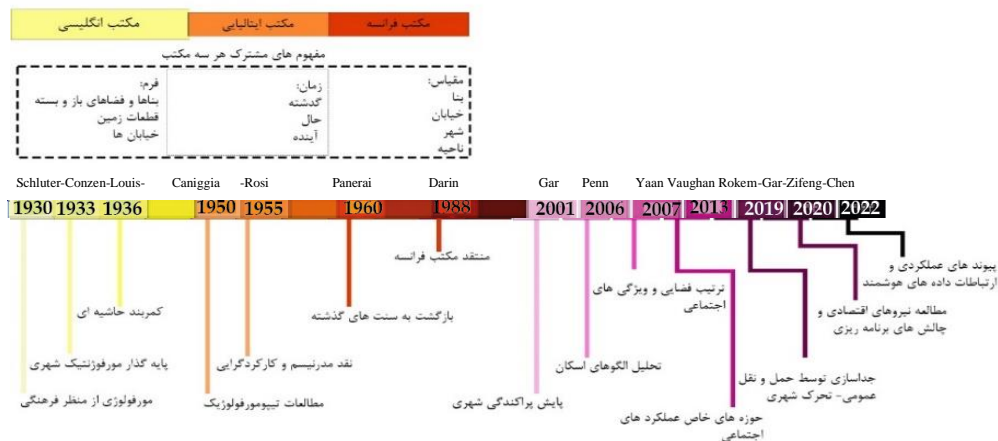 مکتب فرانسه
مکتب ایتالیایی
مکتب انگلیسی
مفهوم های مشترک هر سه مکتب
مقیاس:
بنا
خیابان
شهر
ناحیه
زمان:
گذشته
حال
آینده
فرم:
بناها و فضاهای باز و بسته
قطعات زمین
خیابان ها
Schluter-Conzen-Louis- Caniggia -Rosi Panerai Darin Gar Penn Yaan Vaughan Rokem-Gar-Zifeng-Chen
1930 1933 1936 1950 1955 1960 1988 2001 2006 2007 2013 2019 2020 2022
مورفولوژی از منظر فرهنگی
پایه گذار مورفوژنتیک شهری
کمربند حاشیه ای
مطالعات تیپومورفولوژیک
نقد مدرنیسم و کارکردگرایی
بازگشت به سنت های گذشته
منتقد مکتب فرانسه
پایش پراکندگی شهری
تحلیل الگوهای اسکان
ترتیب فضایی و ویژگی های
اجتماعی
حوزه های خاص عملکرد های
اجتماعی
جداسازی توسط حمل و نقل
عمومی- تحرک شهری
مطالعه نیروهای اقتصادی و
چالش های برنامه ریزی
پیوند های عملکردی و
ارتباطات داده های هوشمند